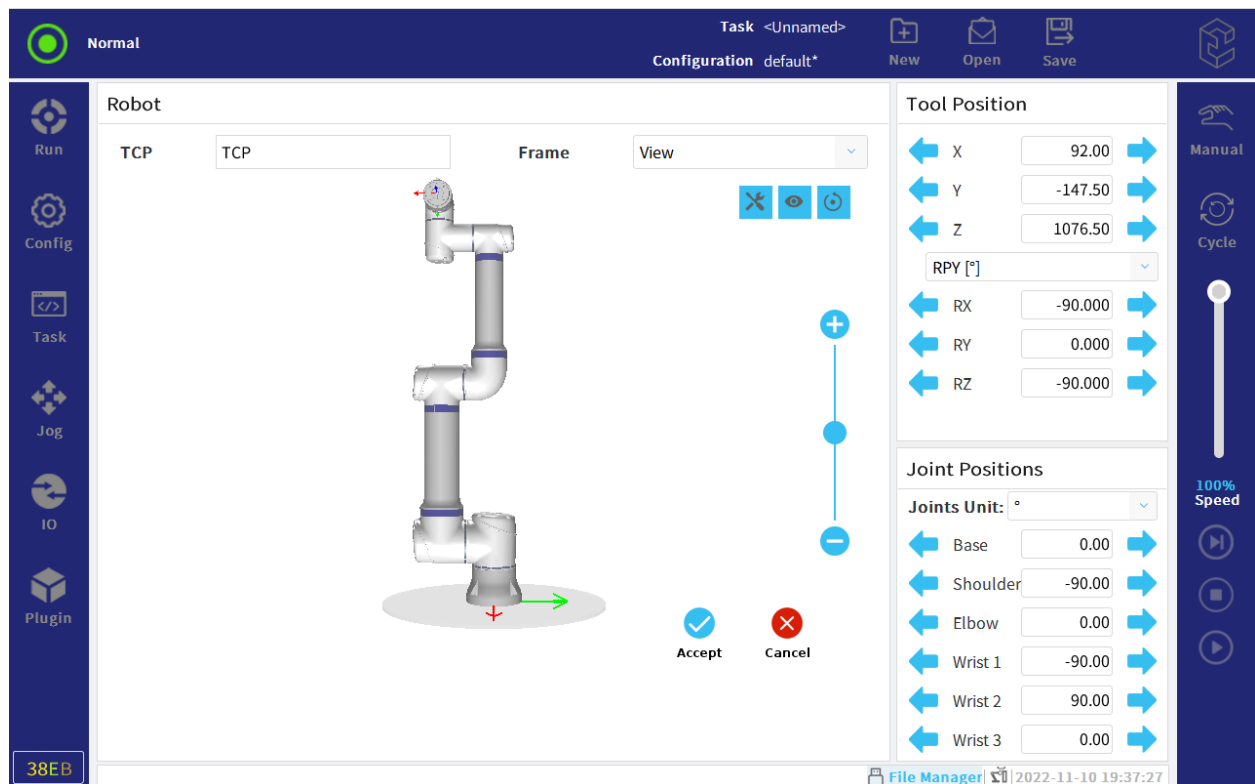 Normal
Task <Unnamed>
Configuration default*
New
Open
Save
Run
Config
Task
Jog
IO
Plugin
38EB
Robot
TCP TCP Frame View
Accept
Cancel
Tool Position
X 92.00
Y -147.50
Z 1076.50
RPY [°]
RX -90.000
RY 0.000
RZ -90.000
Joint Positions
Joints Unit: °
Base 0.00
Shoulder -90.00
Elbow 0.00
Wrist 1 -90.00
Wrist 2 90.00
Wrist 3 0.00
Manual
Cycle
100%
Speed
File Manager 2022-11-10 19:37:27